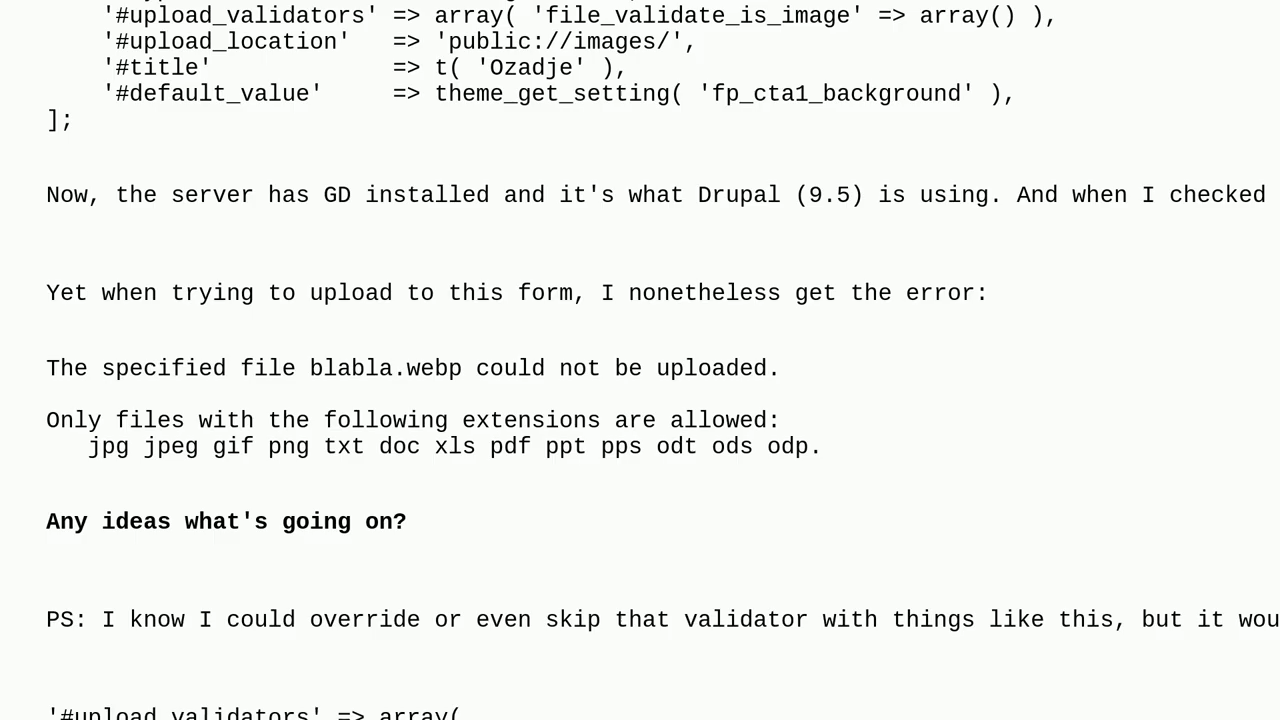 '#upload_validators' => array( 'file_validate_is_image' => array() ),
'#upload_location'   => 'public://images/',
'#title'             => t( 'Ozadje' ),
'#default_value'     => theme_get_setting( 'fp_cta1_background' ),
];
Now, the server has GD installed and it's what Drupal (9.5) is using. And when I checked
Yet when trying to upload to this form, I nonetheless get the error:
The specified file blabla.webp could not be uploaded.
Only files with the following extensions are allowed:
jpg jpeg gif png txt doc xls pdf ppt pps odt ods odp.
Any ideas what's going on?
PS: I know I could override or even skip that validator with things like this, but it wou
'#upload_validators' => array(